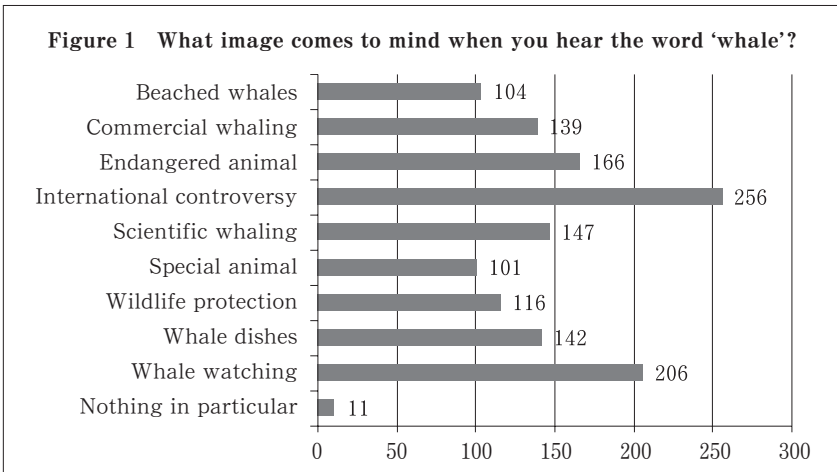 Figure 1 What image comes to mind when you hear the word ‘whale’?
Beached whales 104
Commercial whaling 139
Endangered animal 166
International controversy 256
Scientific whaling 147
Special animal 101
Wildlife protection 116
Whale dishes 142
Whale watching 206
Nothing in particular 11
0 50 100 150 200 250 300